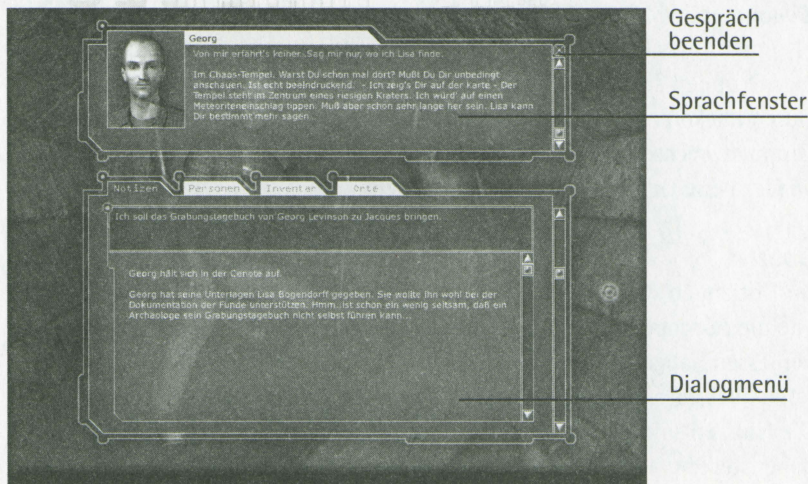 Georg
Von mir erfährt's keiner. Sag mir nur, wo ich Lisa finde.
Im Chaos-Tempel. Warst Du schon mal dort? Mußt Du Dir unbedingt
anschauen. Ist echt beeindruckend. - Ich zeig's Dir auf der karte - Der
Tempel steht im Zentrum eines riesigen Kraters. Ich würd' auf einen
Meteoriteneinschlag tippen. Muß aber schon sehr lange her sein. Lisa kann
Dir bestimmt mehr sagen.
Gespräch
beenden
Sprachfenster
Notizen Personen Inventar Orte
Ich soll das Grabungstagebuch von Georg Levinson zu Jacques bringen.
Georg hält sich in der Cenote auf.
Georg hat seine Unterlagen Lisa Bogendorff gegeben. Sie wollte ihn wohl bei der
Dokumentation der Funde unterstützen. Hmm, ist schon ein wenig seltsam, daß ein
Archäologe sein Grabungstagebuch nicht selbst führen kann...
Dialogmenü